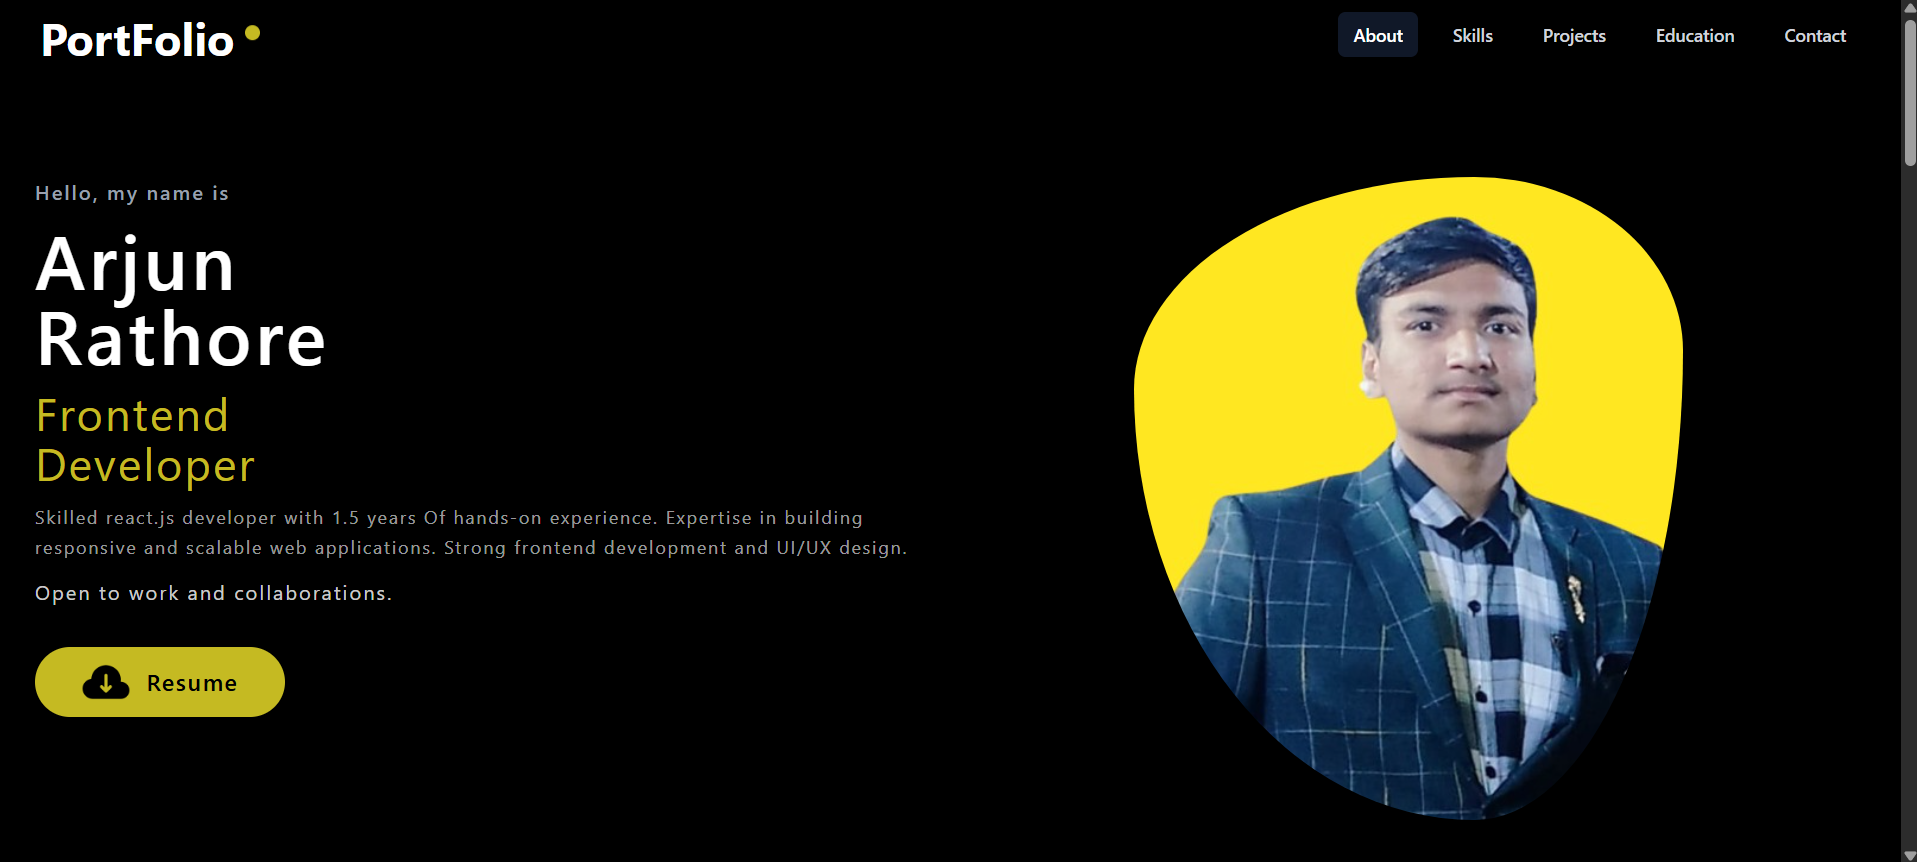 PortFolio
About Skills Projects Education Contact
Hello, my name is
Arjun
Rathore
Frontend
Developer
Skilled react.js developer with 1.5 years Of hands-on experience. Expertise in building
responsive and scalable web applications. Strong frontend development and UI/UX design.
Open to work and collaborations.
Resume